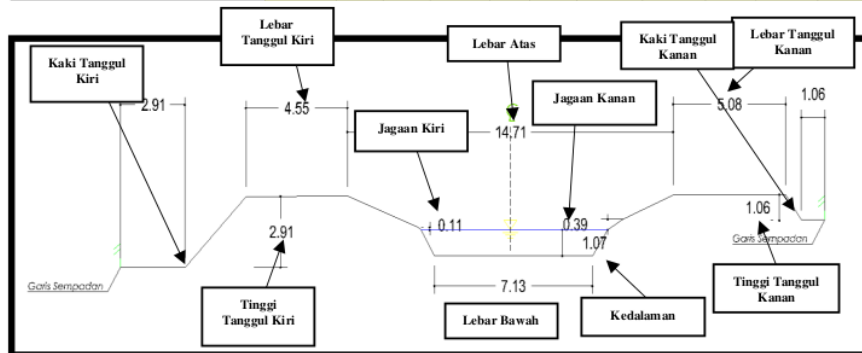 Lebar
Tanggul Kiri
Lebar Atas
Kaki Tanggul
Kanan
Lebar Tanggul
Kanan
Kaki Tanggul
Kiri
Jagaan Kanan
2.91
4.55
5.08
1.06
Jagaan Kiri
14.71
2.91
0.11
0.39
1.07
1.06
Garis Sempadan
Garis Sempadan
7.13
Tinggi
Tanggul Kiri
Lebar Bawah
Kedalaman
Tinggi Tanggul
Kanan